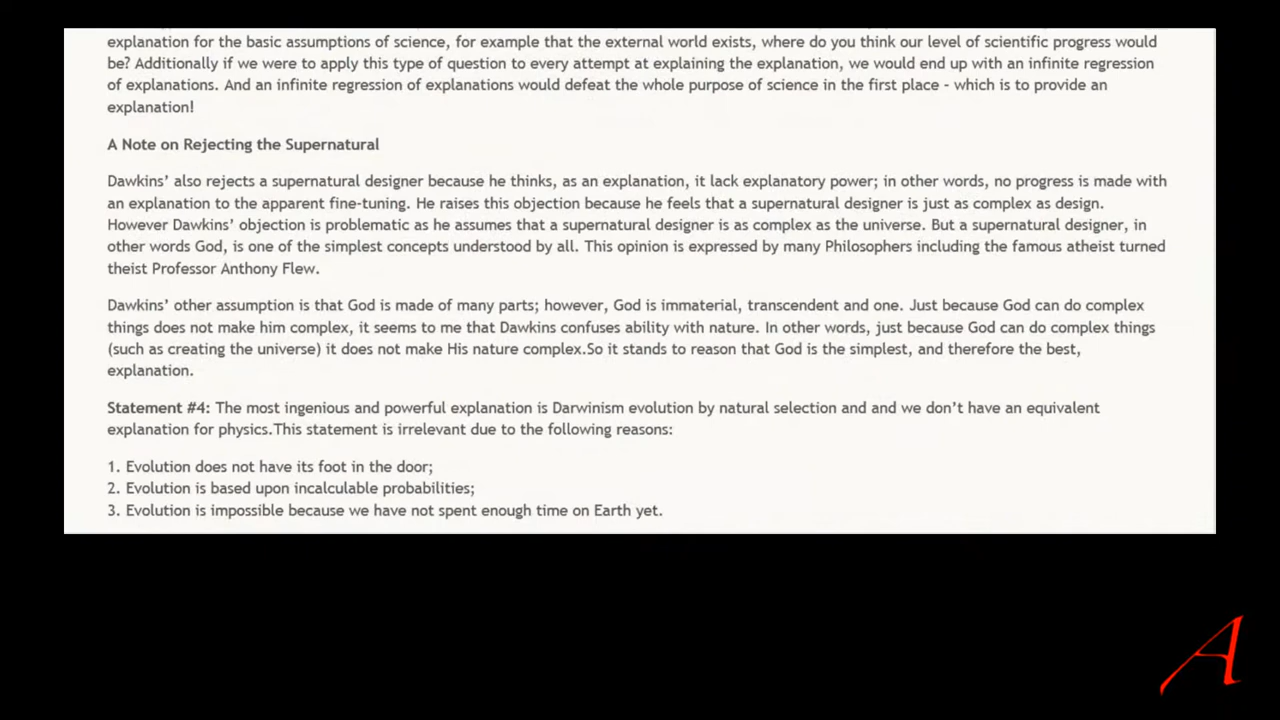 explanation for the basic assumptions of science, for example that the external world exists, where do you think our level of scientific progress would
be? Additionally if we were to apply this type of question to every attempt at explaining the explanation, we would end up with an infinite regression
of explanations. And an infinite regression of explanations would defeat the whole purpose of science in the first place - which is to provide an
explanation!
A Note on Rejecting the Supernatural
Dawkins’ also rejects a supernatural designer because he thinks, as an explanation, it lack explanatory power; in other words, no progress is made with
an explanation to the apparent fine-tuning. He raises this objection because he feels that a supernatural designer is just as complex as design.
However Dawkins’ objection is problematic as he assumes that a supernatural designer is as complex as the universe. But a supernatural designer, in
other words God, is one of the simplest concepts understood by all. This opinion is expressed by many Philosophers including the famous atheist turned
theist Professor Anthony Flew.
Dawkins’ other assumption is that God is made of many parts; however, God is immaterial, transcendent and one. Just because God can do complex
things does not make him complex, it seems to me that Dawkins confuses ability with nature. In other words, just because God can do complex things
(such as creating the universe) it does not make His nature complex.So it stands to reason that God is the simplest, and therefore the best,
explanation.
Statement #4: The most ingenious and powerful explanation is Darwinism evolution by natural selection and and we don’t have an equivalent
explanation for physics.This statement is irrelevant due to the following reasons:
1. Evolution does not have its foot in the door;
2. Evolution is based upon incalculable probabilities;
3. Evolution is impossible because we have not spent enough time on Earth yet.
A